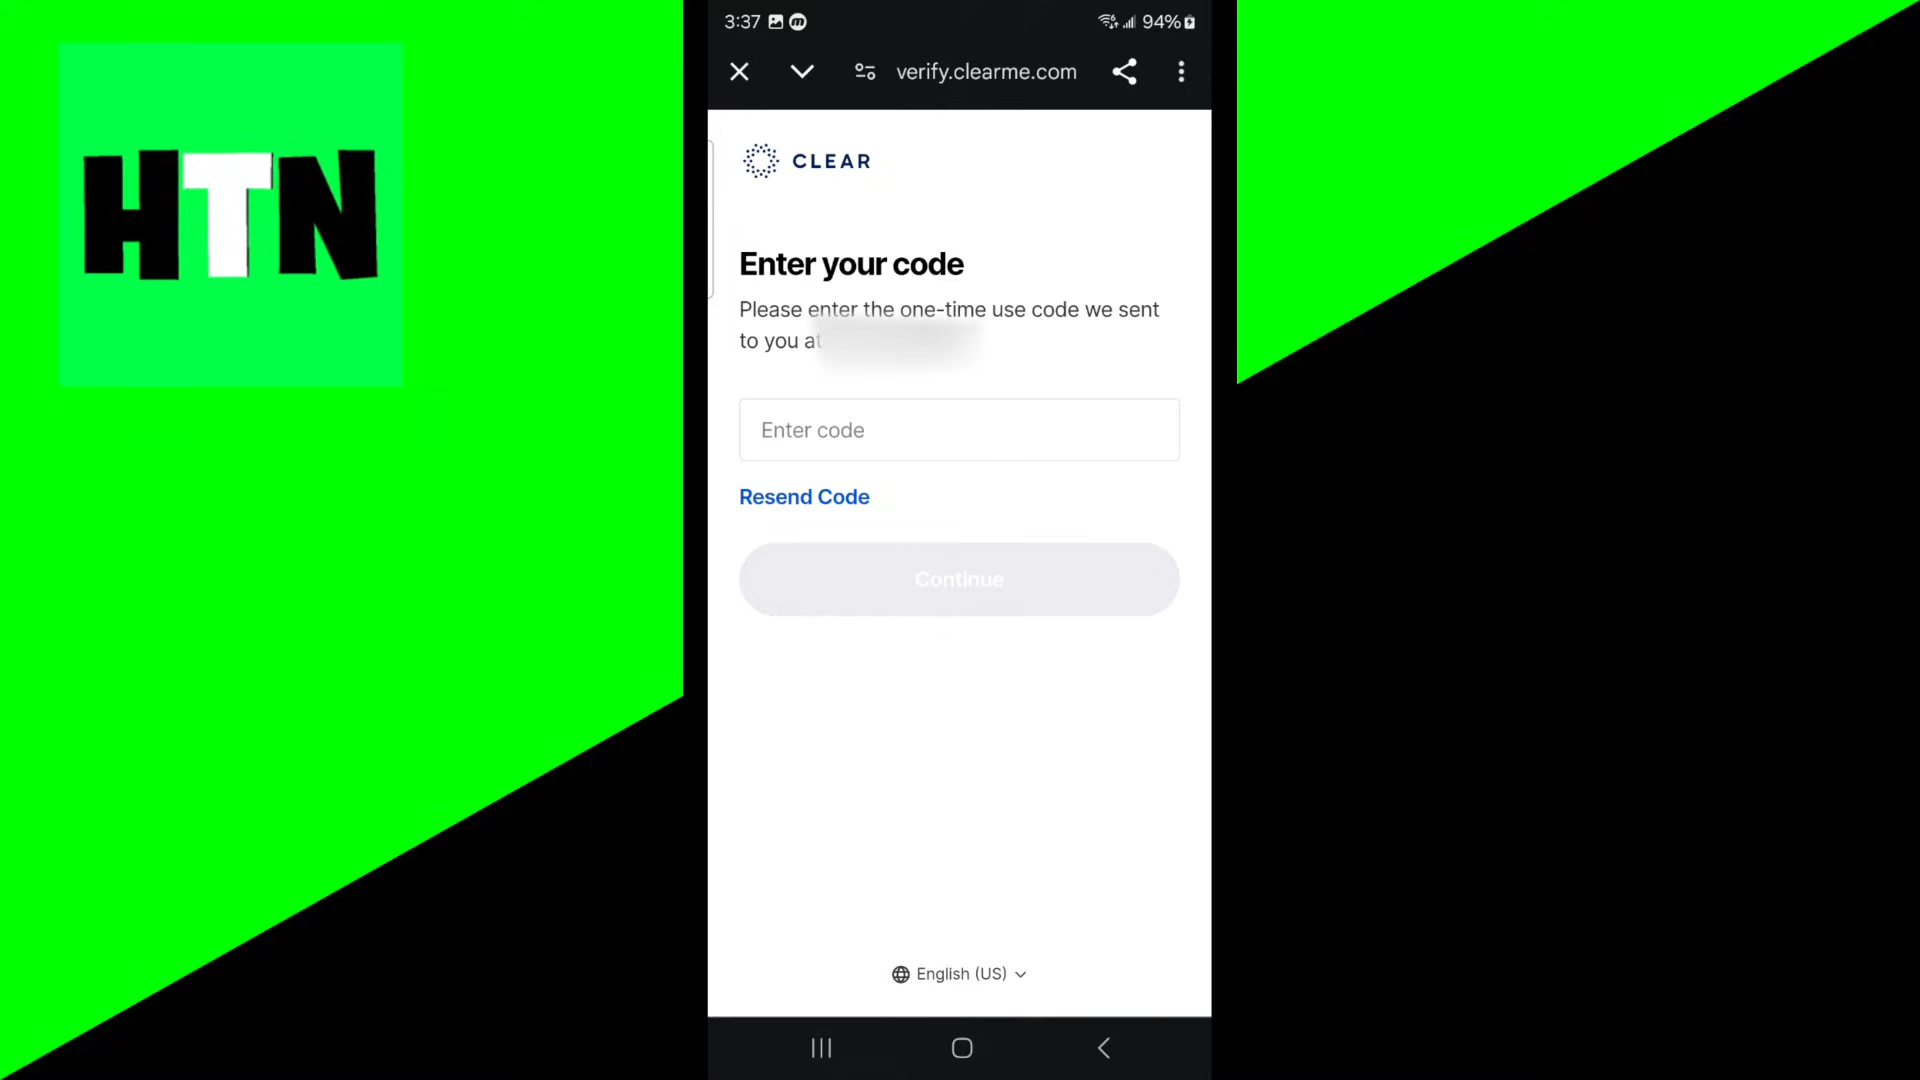 HTN
3:37
94%
verify.clearme.com
CLEAR
Enter your code
Please enter the one-time use code we sent
to you at
Enter code
Resend Code
Continue
English (US)